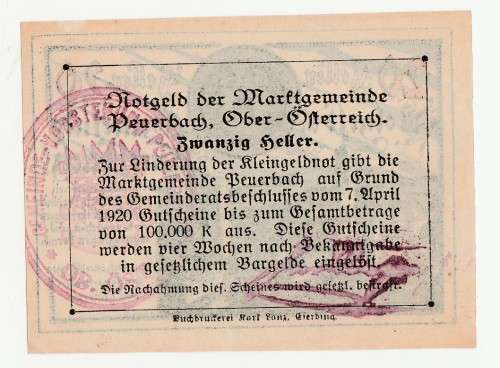 Notgeld der Marktgemeinde
Peuerbach, Ober-Österreich.
Zwanzig Heller.
Zur Linderung der Kleingeldnot gibt die
Marktgemeinde Peuerbach auf Grund
des Gemeinderatsbeschlusses vom 7. April
1920 Gutscheine bis zum Gesamtbetrage
von 100,000 K aus. Diese Gutscheine
werden vier Wochen nach Bekanntgabe
in gesetzlichem Bargelde eingelöst.
Die Nachahmung dies. Scheines wird gesetzl. bestraft.
Buchdruckerei Karl Lanz, Eferding.